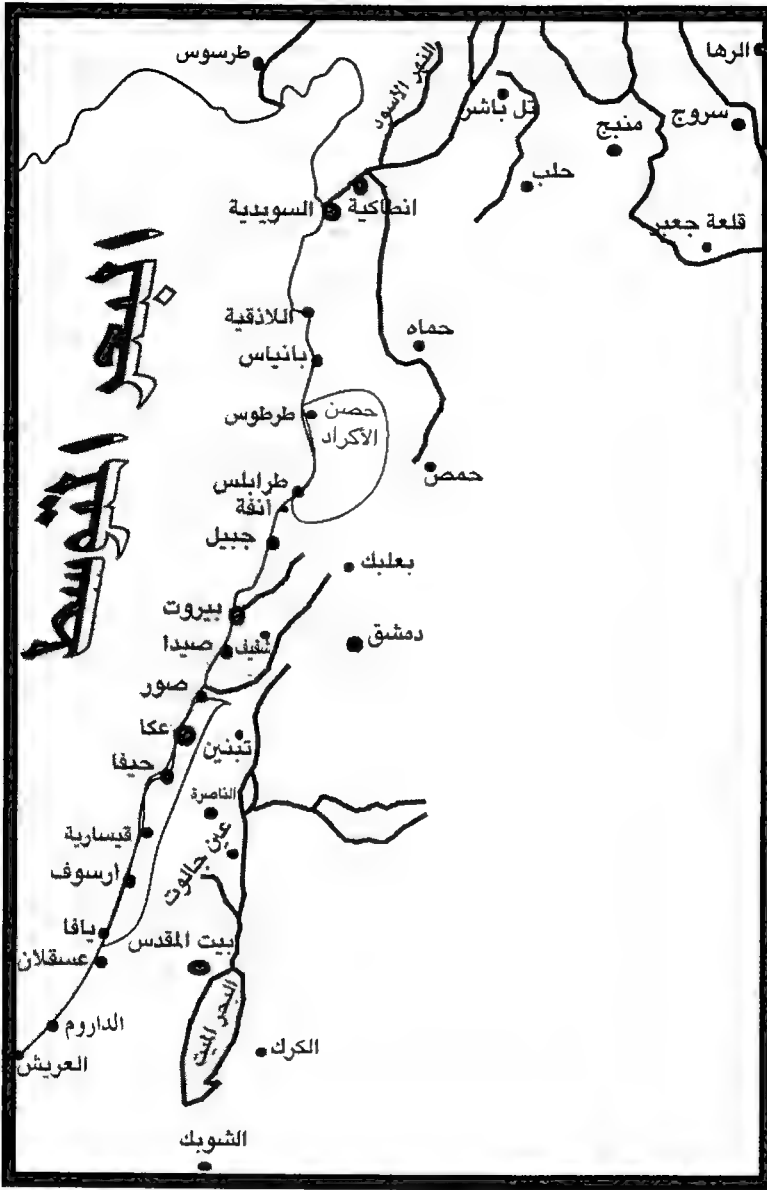 طرسوس
الرها
النهر الأسود
تل باشر
سروج
منبج
حلب
انطاكية
السويدية
قلعة جعبر
البحر
المتوسط
اللاذقية
حماه
بانياس
حصن
الأكراد
طرطوس
حمص
طرابلس
انفة
جبيل
بعلبك
بيروت
دمشق
صيدا
شقيف
صور
عكا
تبنين
حيفا
الناصرة
قيسارية
عين جالوت
ارسوف
يافا
بيت المقدس
عسقلان
البحر الميت
الداروم
الكرك
العريش
الشوبك